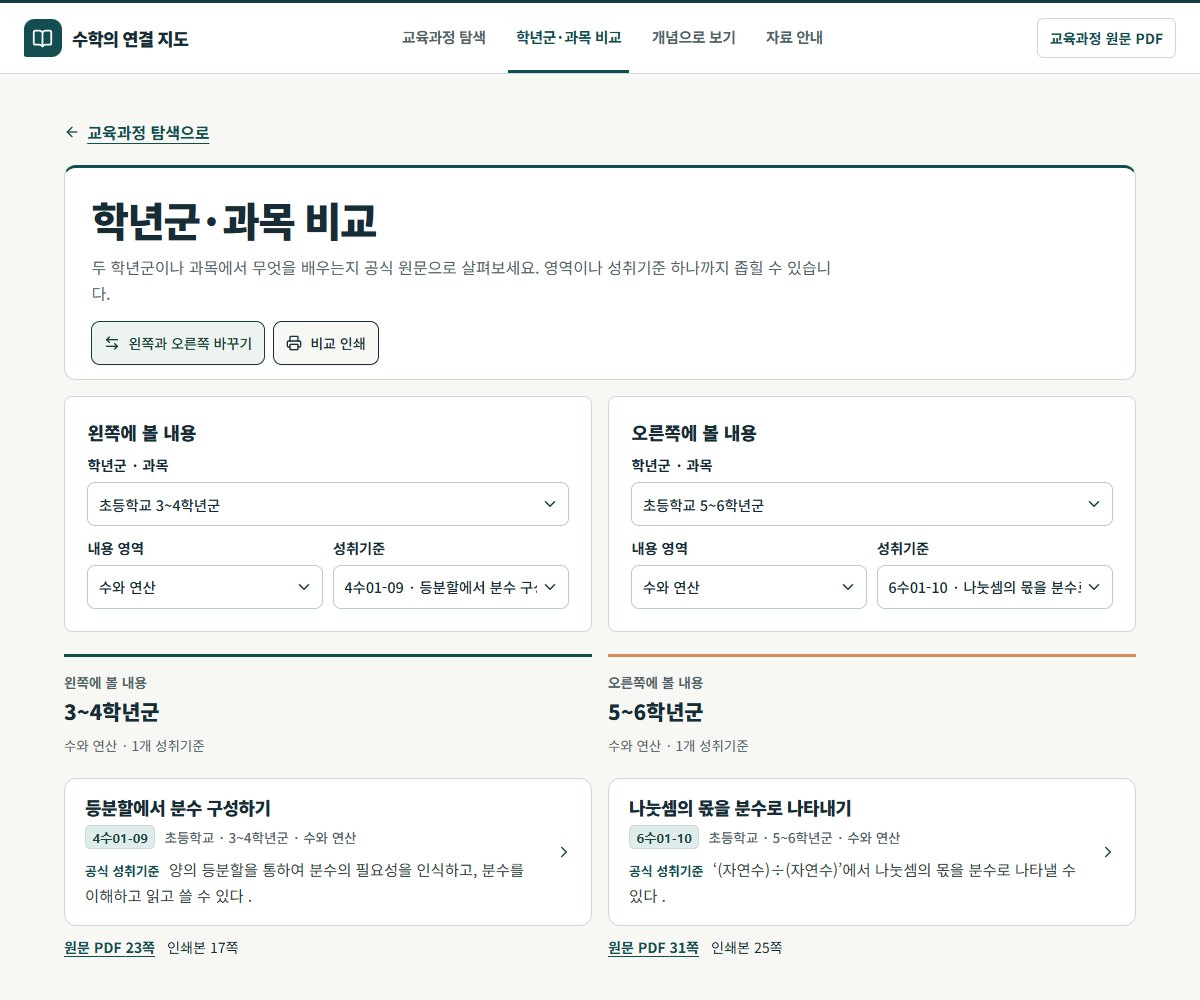 수학의 연결 지도
교육과정 탐색
학년군·과목 비교
개념으로 보기
자료 안내
교육과정 원문 PDF
교육과정 탐색으로
학년군·과목 비교
두 학년군이나 과목에서 무엇을 배우는지 공식 원문으로 살펴보세요. 영역이나 성취기준 하나까지 좁힐 수 있습니
다.
왼쪽과 오른쪽 바꾸기
비교 인쇄
왼쪽에 볼 내용
학년군 · 과목
초등학교 3~4학년군
내용 영역
성취기준
수와 연산
4수01-09 · 등분할에서 분수 구
오른쪽에 볼 내용
학년군 · 과목
초등학교 5~6학년군
내용 영역
성취기준
수와 연산
6수01-10 · 나눗셈의 몫을 분수
왼쪽에 볼 내용
3~4학년군
수와 연산 · 1개 성취기준
오른쪽에 볼 내용
5~6학년군
수와 연산 · 1개 성취기준
등분할에서 분수 구성하기
4수01-09 초등학교 · 3~4학년군 · 수와 연산
공식 성취기준 양의 등분할을 통하여 분수의 필요성을 인식하고, 분수를
이해하고 읽고 쓸 수 있다 .
원문 PDF 23쪽 인쇄본 17쪽
나눗셈의 몫을 분수로 나타내기
6수01-10 초등학교 · 5~6학년군 · 수와 연산
공식 성취기준 ‘(자연수)÷(자연수)’에서 나눗셈의 몫을 분수로 나타낼 수
있다 .
원문 PDF 31쪽 인쇄본 25쪽